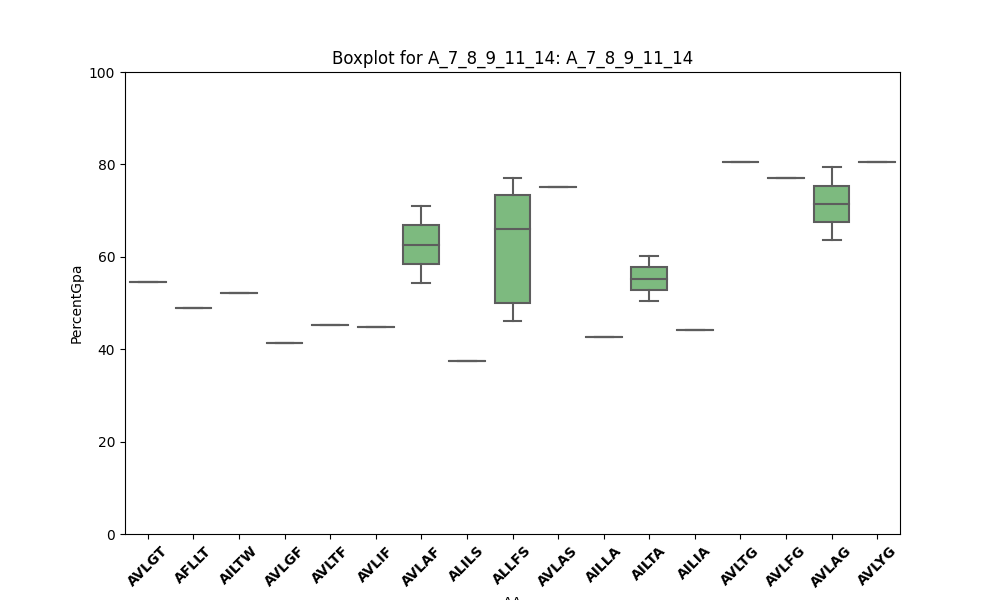 Boxplot for A_7_8_9_11_14: A_7_8_9_11_14
100
80
60
40
20
0
PercentGpa
AVLGT AFLLT AILTW AVLGF AVLTF AVLIF AVLAF ALILS ALLFS AVLAS AILLA AILTA AILIA AVLTG AVLFG AVLAG AVLYG